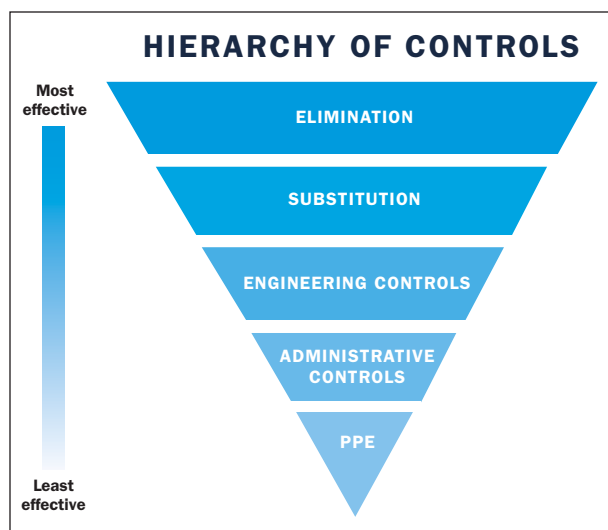 HIERARCHY OF CONTROLS
Most
effective
ELIMINATION
SUBSTITUTION
ENGINEERING CONTROLS
ADMINISTRATIVE
CONTROLS
PPE
Least
effective